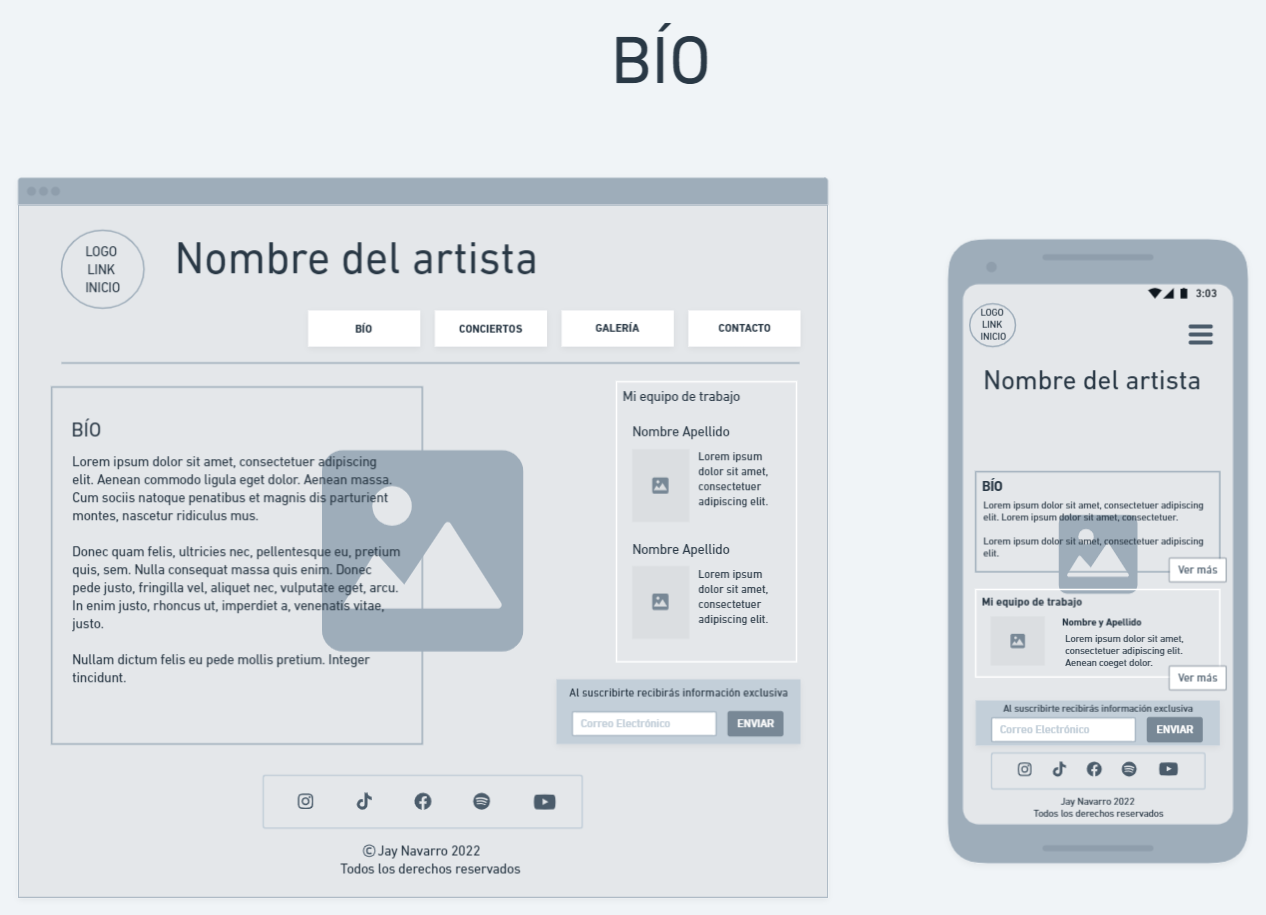 BÍO
LOGO
LINK
INICIO
Nombre del artista
BÍO
CONCIERTOS
GALERÍA
CONTACTO
BÍO
Lorem ipsum dolor sit amet, consectetuer adipiscing
elit. Aenean commodo ligula eget dolor. Aenean massa.
Cum sociis natoque penatibus et magnis dis parturient
montes, nascetur ridiculus mus.
Donec quam felis, ultricies nec, pellentesque eu, pretium
quis, sem. Nulla consequat massa quis enim. Donec
pede justo, fringilla vel, aliquet nec, vulputate eget, arcu.
In enim justo, rhoncus ut, imperdiet a, venenatis vitae,
justo.
Nullam dictum felis eu pede mollis pretium. Integer
tincidunt.
Mi equipo de trabajo
Nombre Apellido
Lorem ipsum
dolor sit amet,
consectetuer
adipiscing elit.
Nombre Apellido
Lorem ipsum
dolor sit amet,
consectetuer
adipiscing elit.
Al suscribirte recibirás información exclusiva
Correo Electrónico
ENVIAR
© Jay Navarro 2022
Todos los derechos reservados
3:03
LOGO
LINK
INICIO
Nombre del artista
BÍO
Lorem ipsum dolor sit amet, consectetuer adipiscing
elit. Lorem ipsum dolor sit amet, consectetuer.
Lorem ipsum dolor sit amet, consectetuer adipiscing
elit.
Ver más
Mi equipo de trabajo
Nombre y Apellido
Lorem ipsum dolor sit amet,
consectetuer adipiscing elit.
Aenean coeget dolor.
Ver más
Al suscribirte recibirás información exclusiva
Correo Electrónico
ENVIAR
Jay Navarro 2022
Todos los derechos reservados